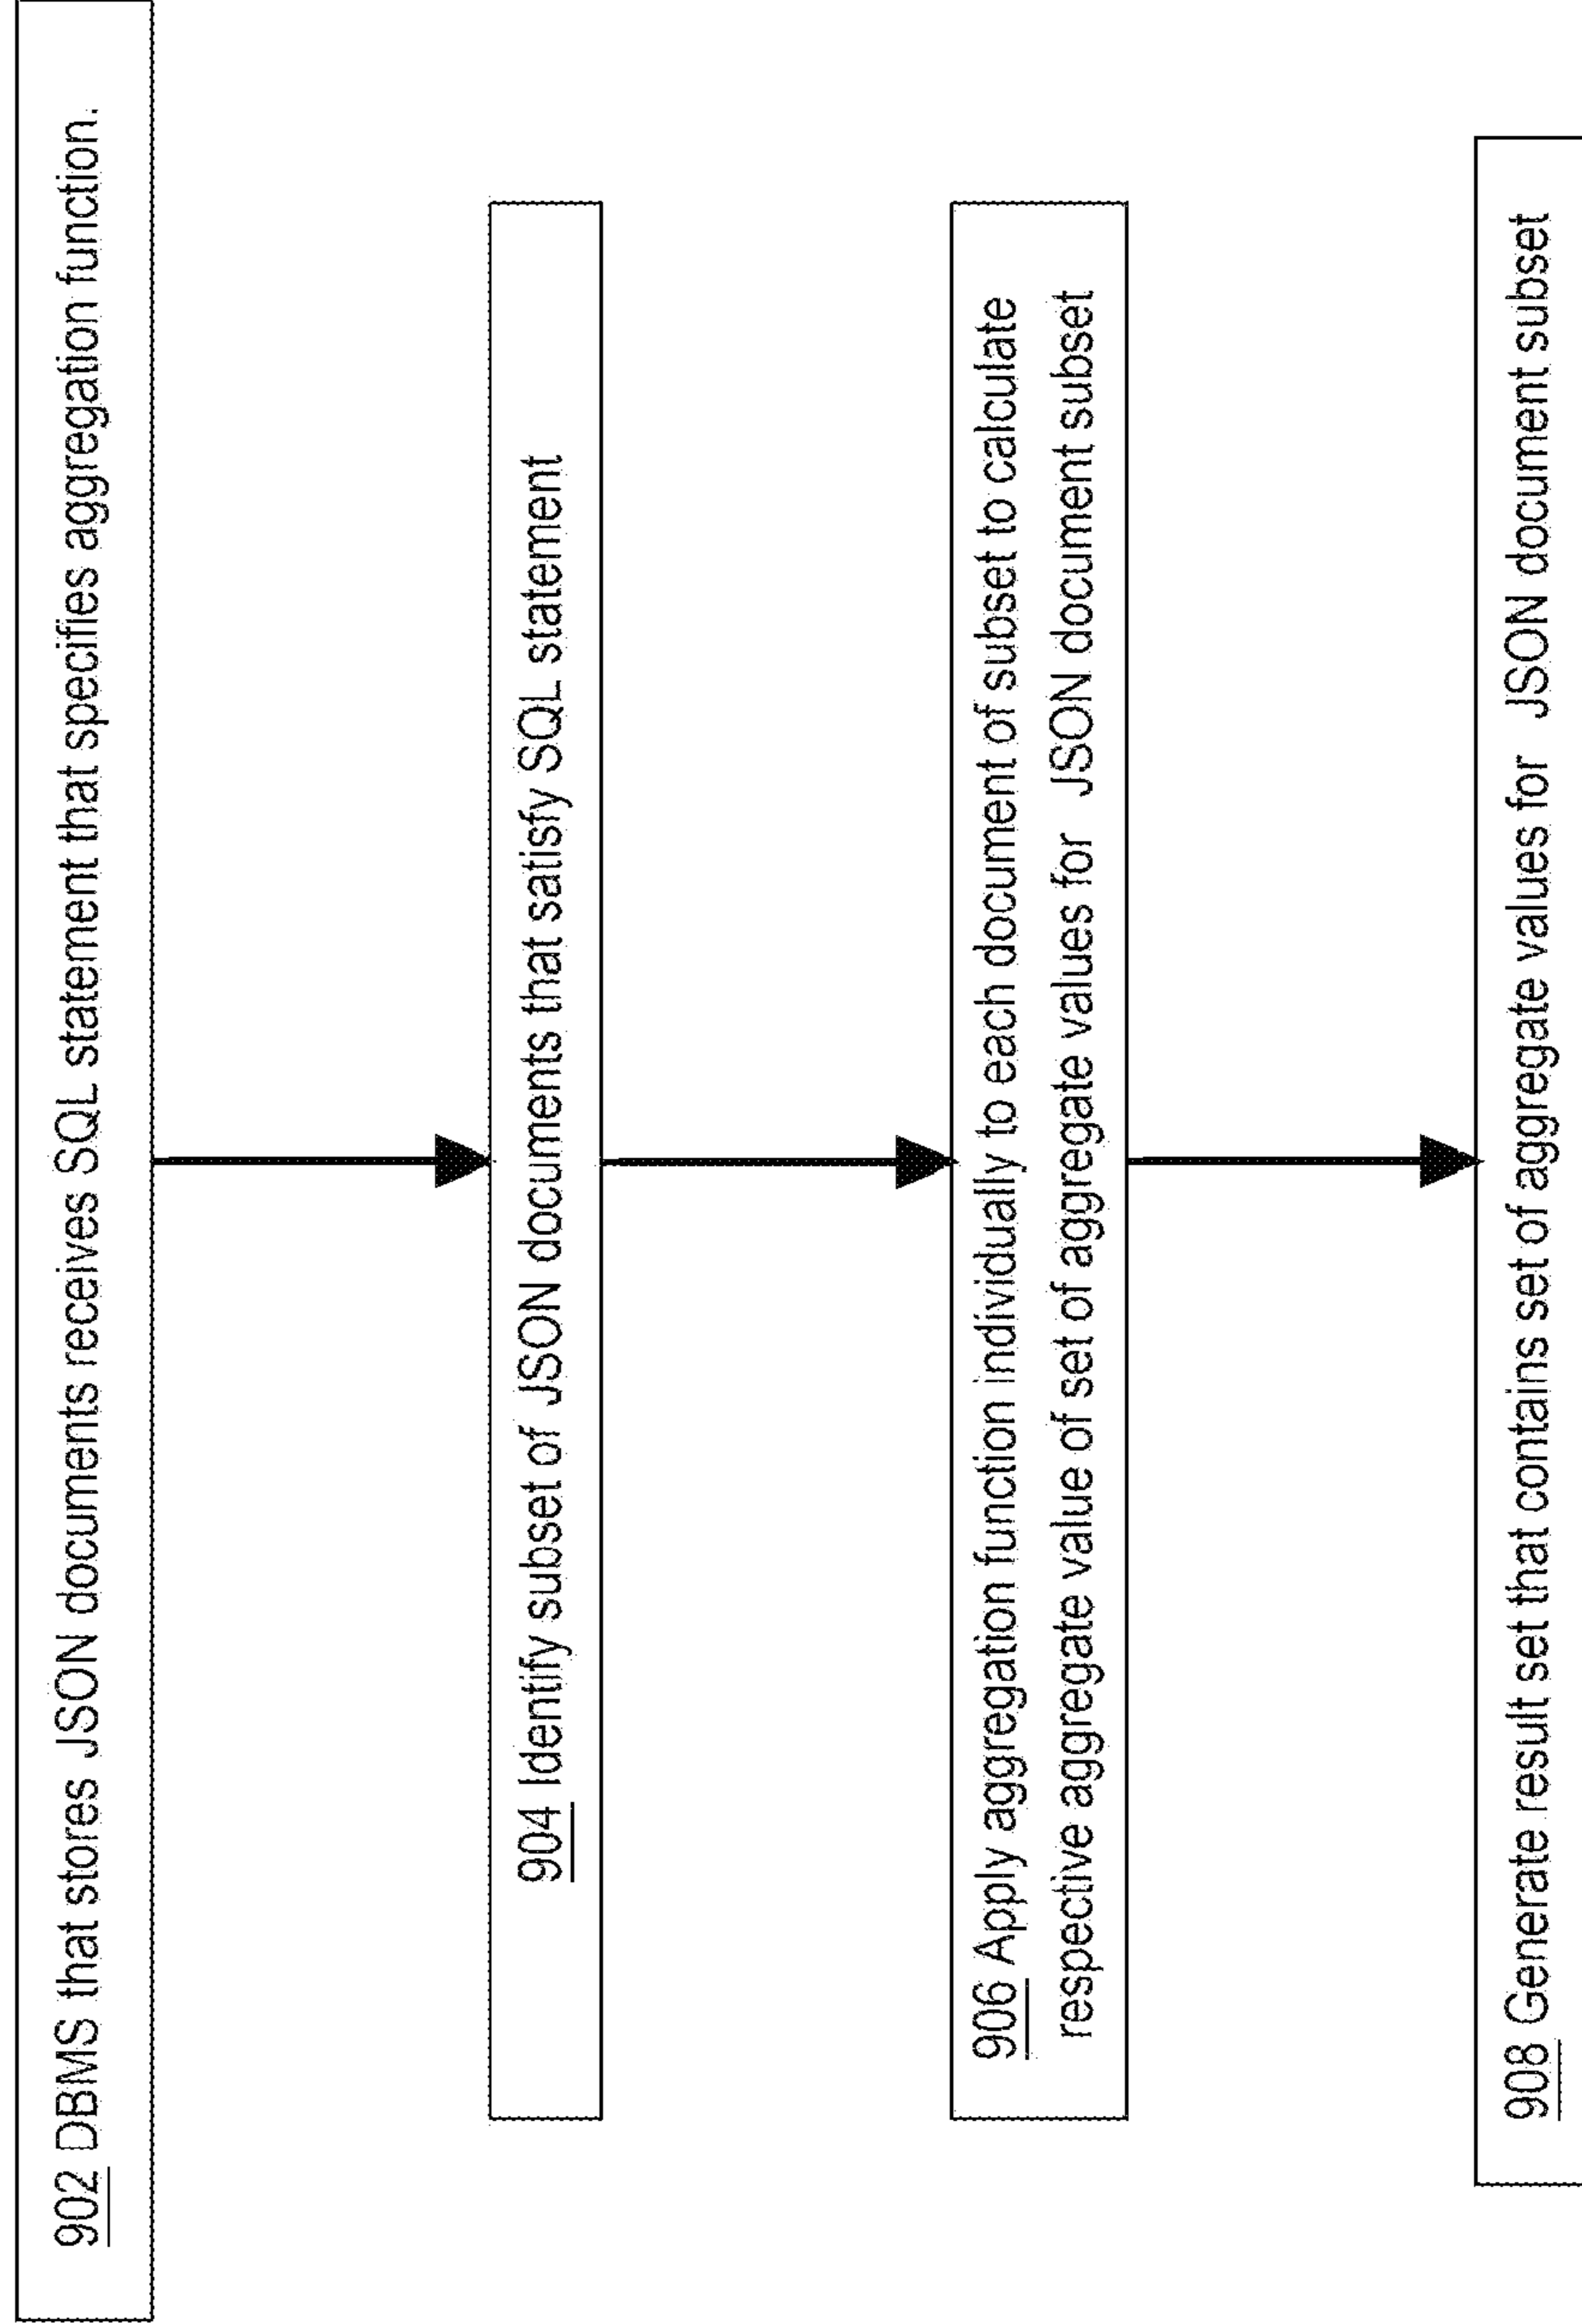 902 DBMS that stores JSON documents receives SQL statement that specifies aggregation function.
904 Identify subset of JSON documents that satisfy SQL statement
906 Apply aggregation function individually to each document of subset to calculate
respective aggregate value of set of aggregate values for JSON document subset
908 Generate result set that contains set of aggregate values for JSON document subset